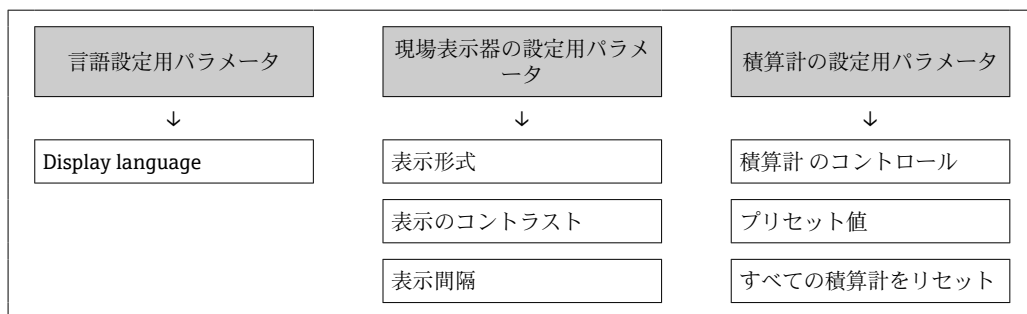 言語設定用パラメータ
↓
Display language
現場表示器の設定用パラメ
ータ
↓
表示形式
表示のコントラスト
表示間隔
積算計の設定用パラメータ
↓
積算計 のコントロール
プリセット値
すべての積算計をリセット